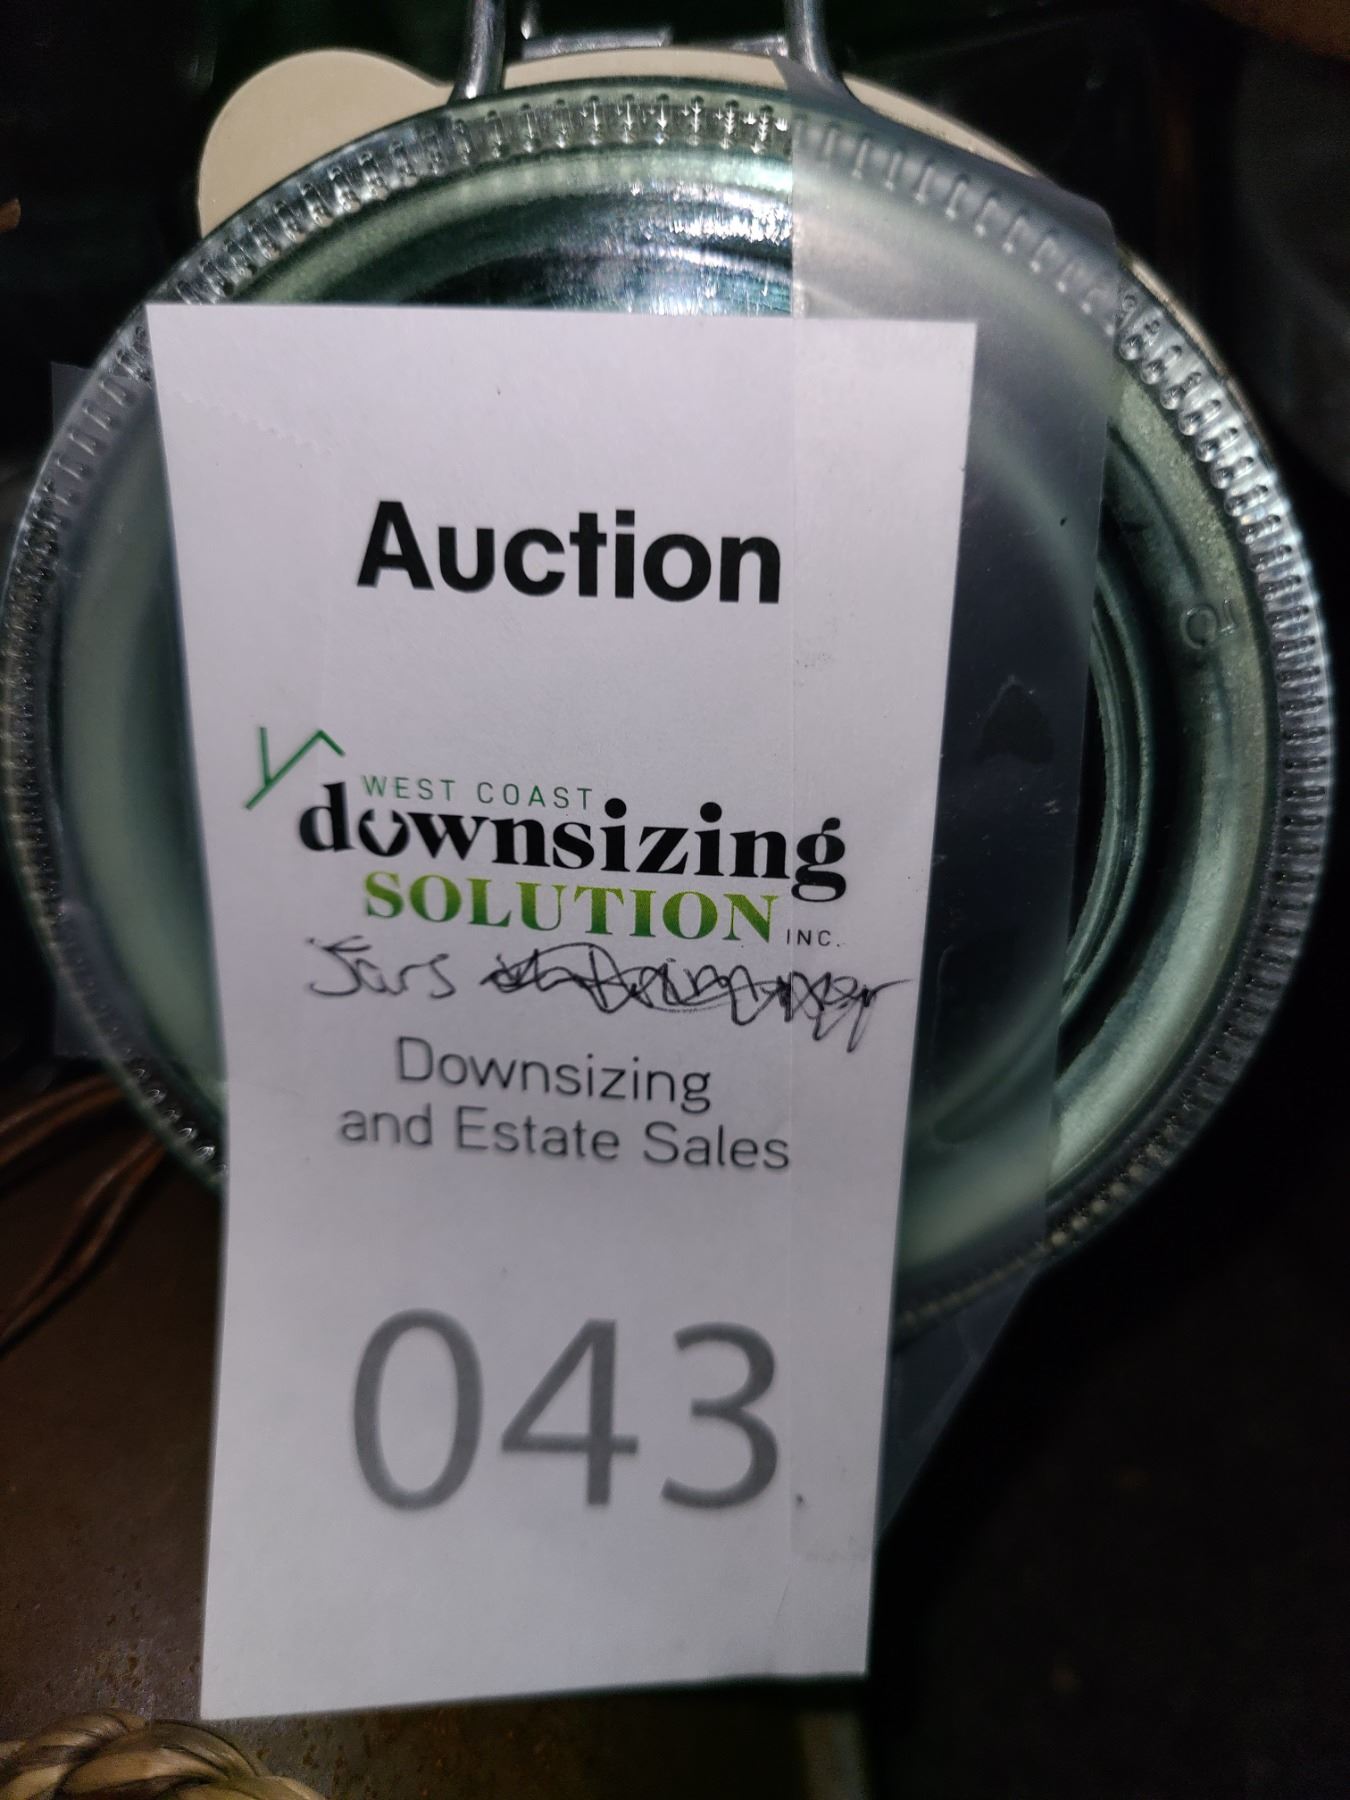 Auction
WEST COAST
downsizing
SOLUTION INC.
Jars
Downsizing
and Estate Sales
043